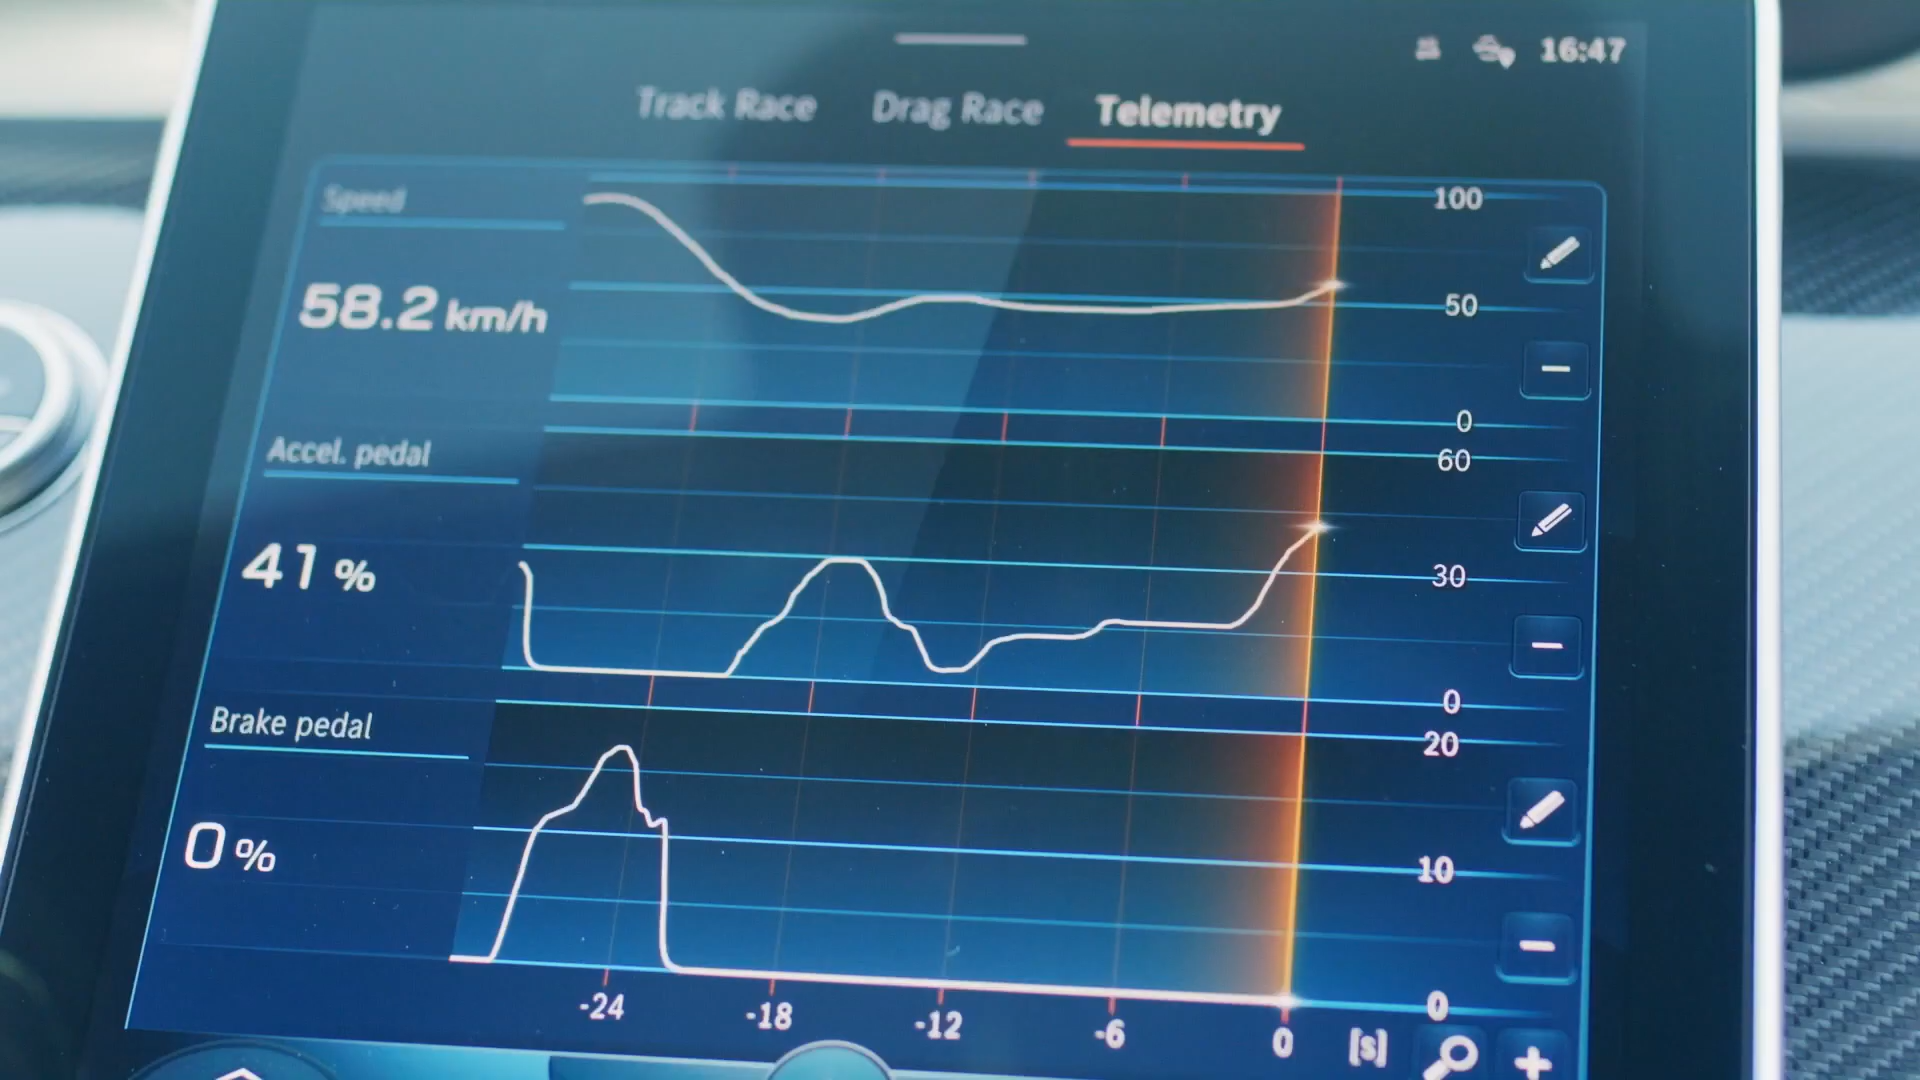 16:47
Track Race Drag Race Telemetry
Speed
58.2 km/h
100
50
0
Accel. pedal
41 %
60
30
0
Brake pedal
0 %
20
10
0
-24 -18 -12 -6 0 [s]